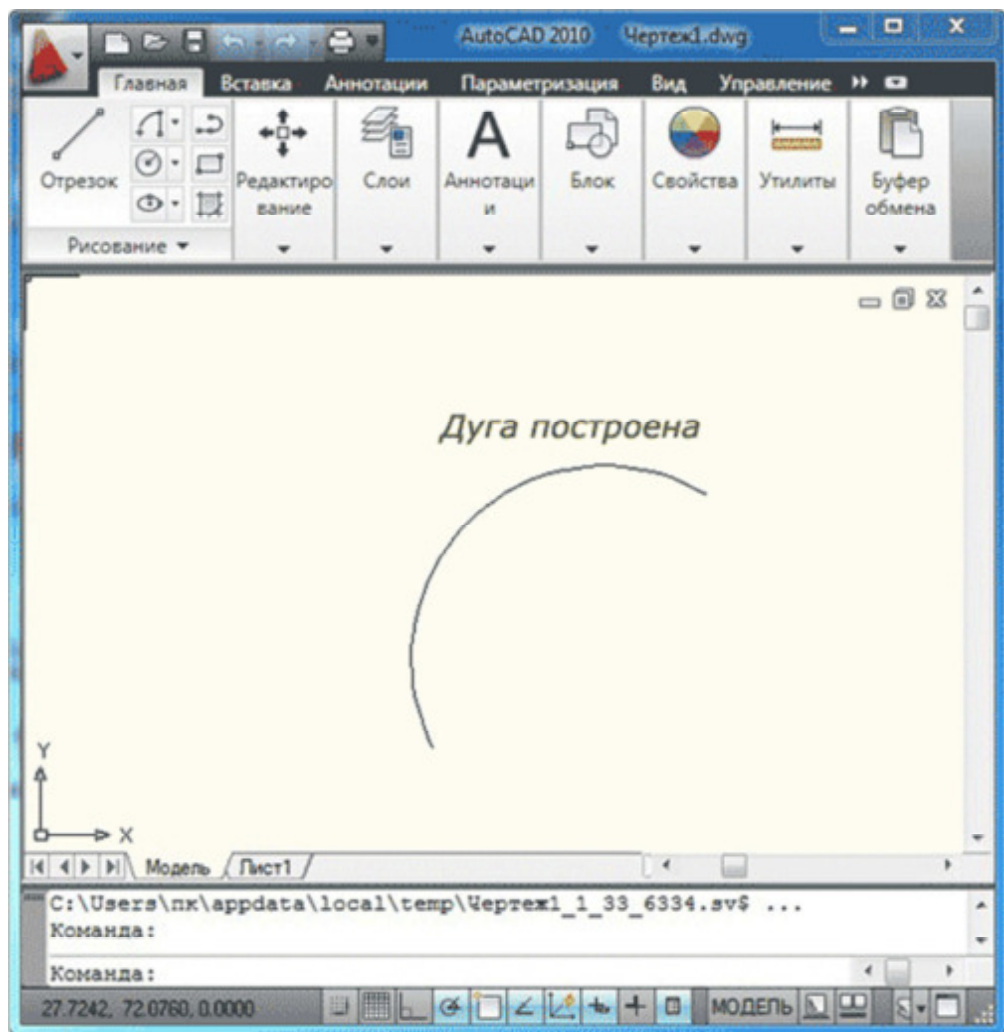 AutoCAD 2010 Чертеж1.dwg
Главная Вставка Аннотации Параметризация Вид Управление
Отрезок
Редактиро
вание
Слои
Аннотаци
и
Блок
Свойства
Утилиты
Буфер
обмена
Рисование
Дуга построена
Y
X
Модель Лист1
C:\Users\пк\appdata\local\temp\Чертеж1_1_33_6334.sv$ ...
Команда:
Команда:
27.7242, 72.0760, 0.0000 МОДЕЛЬ